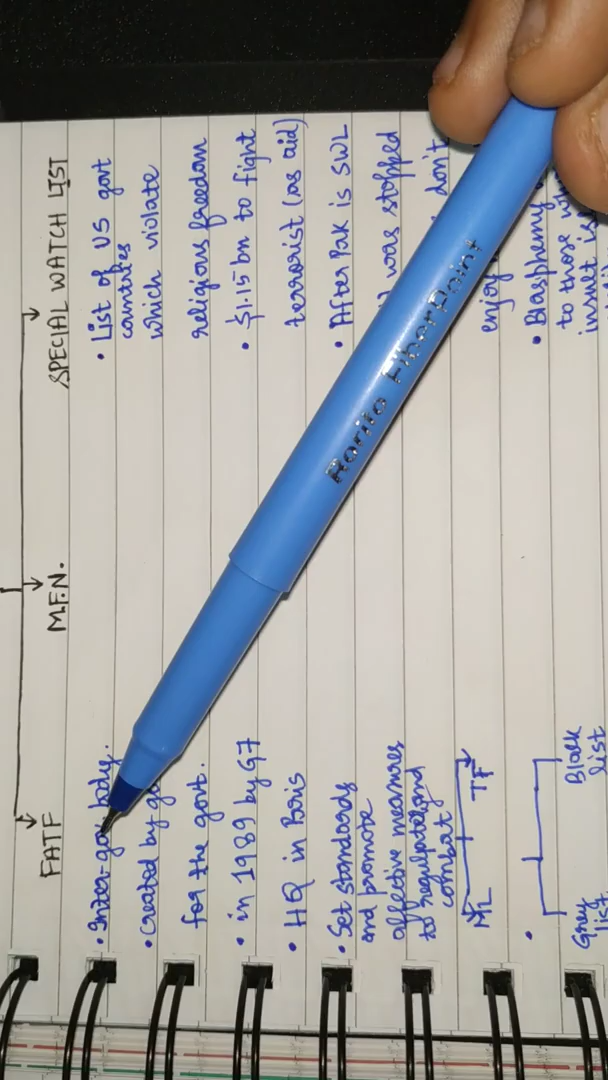 FATF
• Inter-gov body.
• Created by
for the govt.
• in 1989 by G7
• HQ in Paris
• Set standards
and promote
effective measures
to regulate and
combat
ML TF
•
Grey Black
list list
M.F.N.
SPECIAL WATCH LIST
• List of US govt
countries
which violate
religious freedom
• $1.15 bn to fight
terrorist (as aid)
• After Pak is SWL
was stopped
don't
enjoy
• Blasphemy
to those
insult
Rorito FiberPoint